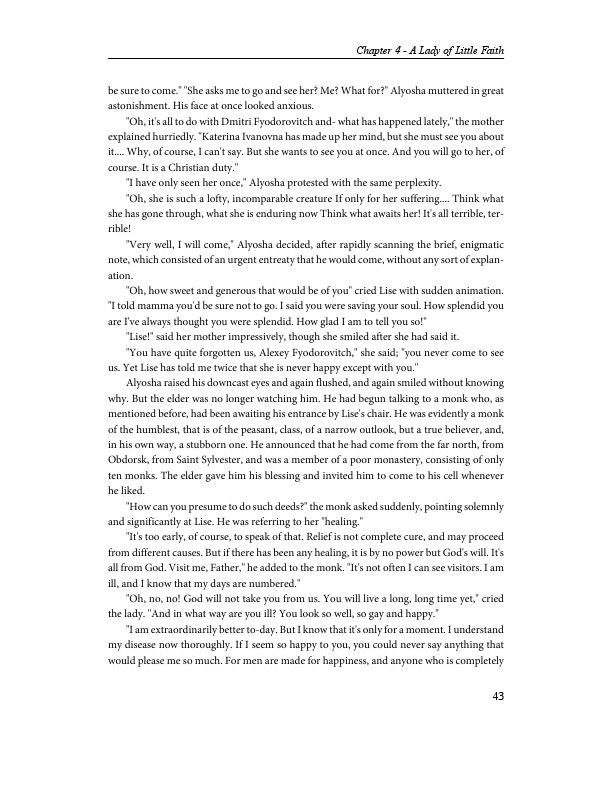 Chapter 4 - A Lady of Little Faith
be sure to come." "She asks me to go and see her? Me? What for?" Alyosha muttered in great
astonishment. His face at once looked anxious.
"Oh, it's all to do with Dmitri Fyodorovitch and- what has happened lately," the mother
explained hurriedly. "Katerina Ivanovna has made up her mind, but she must see you about
it.... Why, of course, I can't say. But she wants to see you at once. And you will go to her, of
course. It is a Christian duty."
"I have only seen her once," Alyosha protested with the same perplexity.
"Oh, she is such a lofty, incomparable creature If only for her suffering.... Think what
she has gone through, what she is enduring now Think what awaits her! It's all terrible, ter-
rible!
"Very well, I will come," Alyosha decided, after rapidly scanning the brief, enigmatic
note, which consisted of an urgent entreaty that he would come, without any sort of explan-
ation.
"Oh, how sweet and generous that would be of you" cried Lise with sudden animation.
"I told mamma you'd be sure not to go. I said you were saving your soul. How splendid you
are I've always thought you were splendid. How glad I am to tell you so!"
"Lise!" said her mother impressively, though she smiled after she had said it.
"You have quite forgotten us, Alexey Fyodorovitch," she said; "you never come to see
us. Yet Lise has told me twice that she is never happy except with you."
Alyosha raised his downcast eyes and again flushed, and again smiled without knowing
why. But the elder was no longer watching him. He had begun talking to a monk who, as
mentioned before, had been awaiting his entrance by Lise's chair. He was evidently a monk
of the humblest, that is of the peasant, class, of a narrow outlook, but a true believer, and,
in his own way, a stubborn one. He announced that he had come from the far north, from
Obdorsk, from Saint Sylvester, and was a member of a poor monastery, consisting of only
ten monks. The elder gave him his blessing and invited him to come to his cell whenever
he liked.
"How can you presume to do such deeds?" the monk asked suddenly, pointing solemnly
and significantly at Lise. He was referring to her "healing."
"It's too early, of course, to speak of that. Relief is not complete cure, and may proceed
from different causes. But if there has been any healing, it is by no power but God's will. It's
all from God. Visit me, Father," he added to the monk. "It's not often I can see visitors. I am
ill, and I know that my days are numbered."
"Oh, no, no! God will not take you from us. You will live a long, long time yet," cried
the lady. "And in what way are you ill? You look so well, so gay and happy."
"I am extraordinarily better to-day. But I know that it's only for a moment. I understand
my disease now thoroughly. If I seem so happy to you, you could never say anything that
would please me so much. For men are made for happiness, and anyone who is completely
43